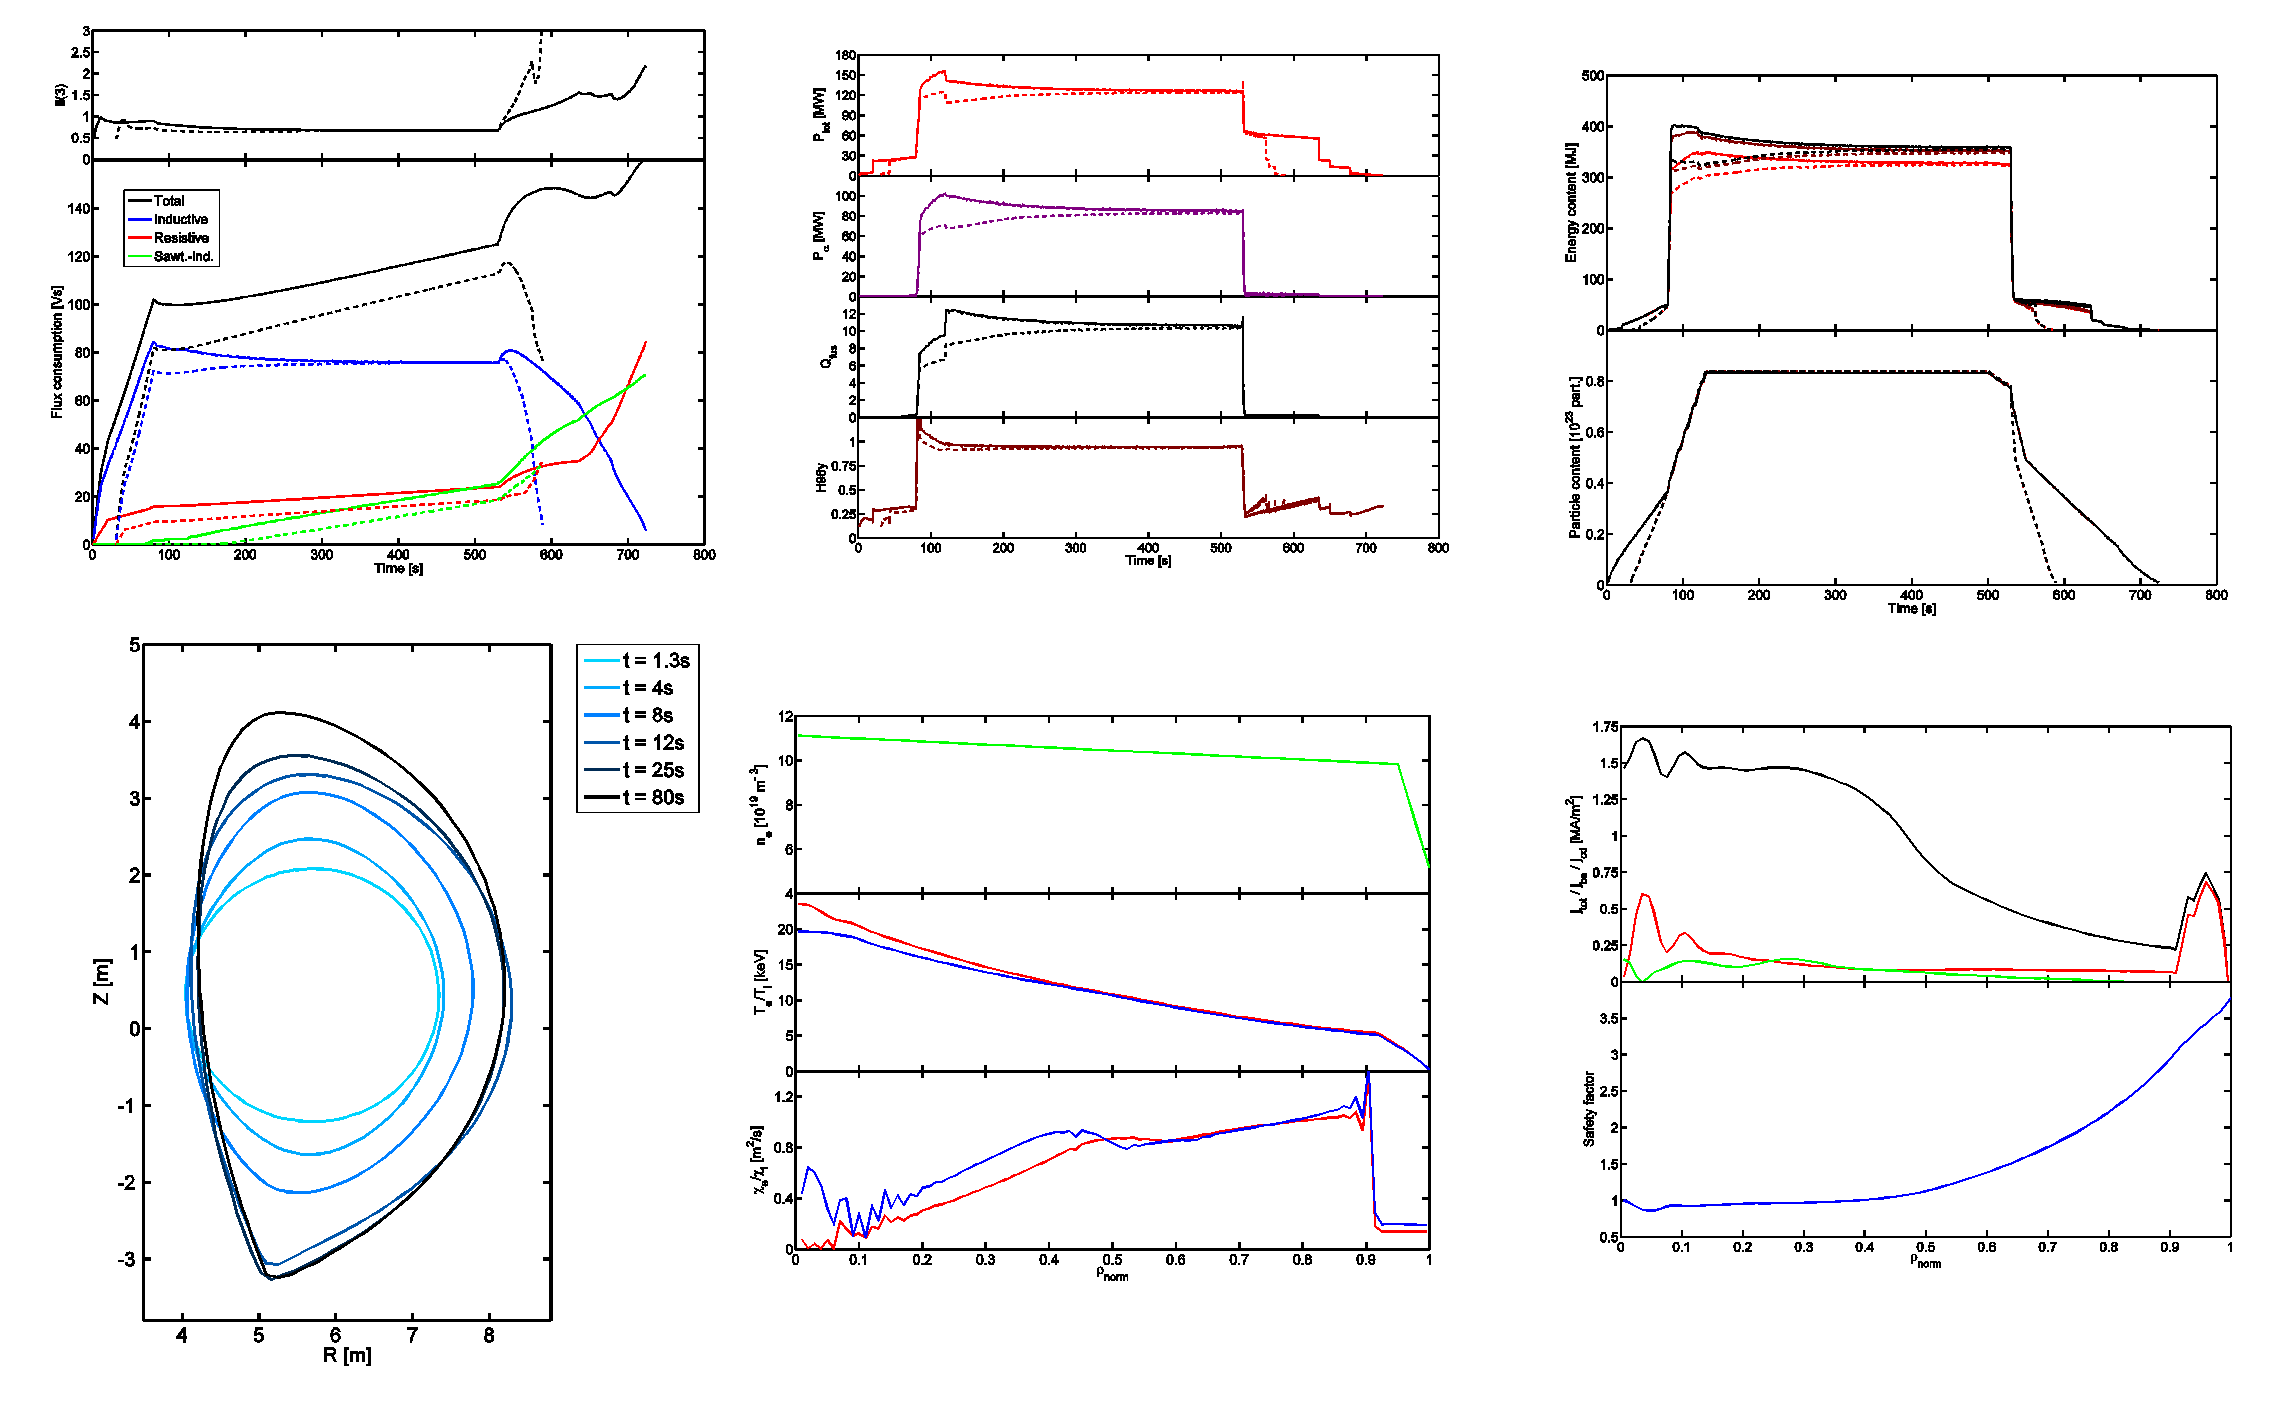 3
2.5
2
1.5
1
0.5
0
li(3)
Total
Inductive
Resistive
Sawt.-Ind.
140
120
100
80
60
40
20
0
Flux consumption [Vs]
0 100 200 300 400 500 600 700 800
Time [s]
180
150
120
90
60
30
0
P_tot [MW]
100
80
60
40
20
0
P_α [MW]
12
10
8
6
4
2
0
Q_fus
1
0.75
0.5
0.25
H98y
0 100 200 300 400 500 600 700 800
Time [s]
500
400
300
200
100
0
Energy content [MJ]
0.8
0.6
0.4
0.2
0
Particle content [10^23 part.]
0 100 200 300 400 500 600 700 800
Time [s]
5
4
3
2
1
0
-1
-2
-3
Z [m]
4 5 6 7 8
R [m]
t = 1.3s
t = 4s
t = 8s
t = 12s
t = 25s
t = 80s
12
10
8
6
4
n_e [10^19 m^-3]
20
15
10
5
0
T_e/T_i [keV]
1.2
0.8
0.4
0
χ_e/χ_i [m^2/s]
0 0.1 0.2 0.3 0.4 0.5 0.6 0.7 0.8 0.9 1
ρ_norm
1.75
1.5
1.25
1
0.75
0.5
0.25
0
j_tot / j_bs / j_cd [MA/m^2]
3.5
3
2.5
2
1.5
1
0.5
Safety factor
0 0.1 0.2 0.3 0.4 0.5 0.6 0.7 0.8 0.9 1
ρ_norm